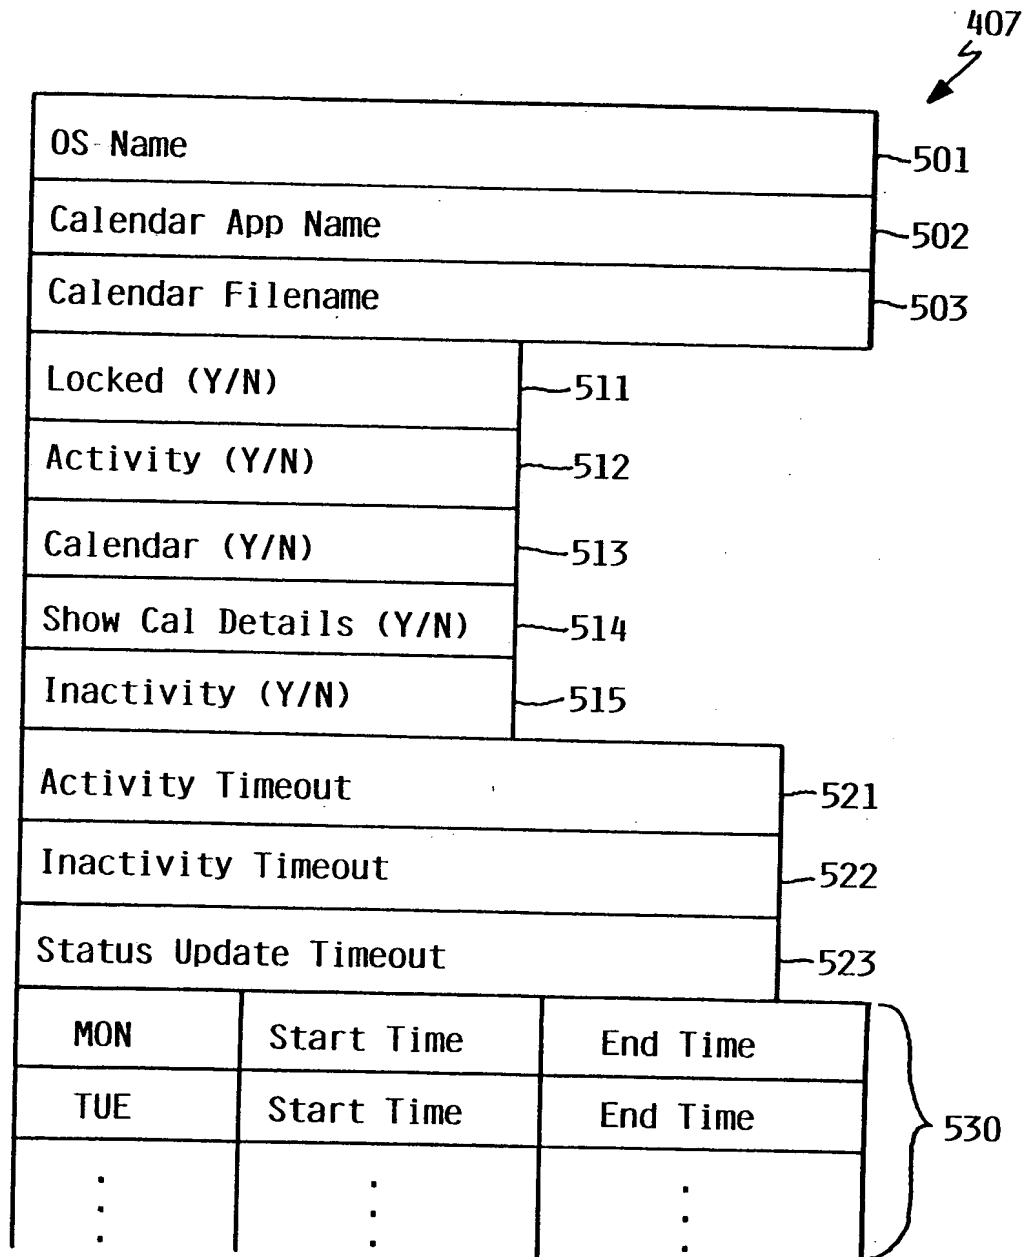 407
OS Name 501
Calendar App Name 502
Calendar Filename 503
Locked (Y/N) 511
Activity (Y/N) 512
Calendar (Y/N) 513
Show Cal Details (Y/N) 514
Inactivity (Y/N) 515
Activity Timeout 521
Inactivity Timeout 522
Status Update Timeout 523
MON Start Time End Time
TUE Start Time End Time
530